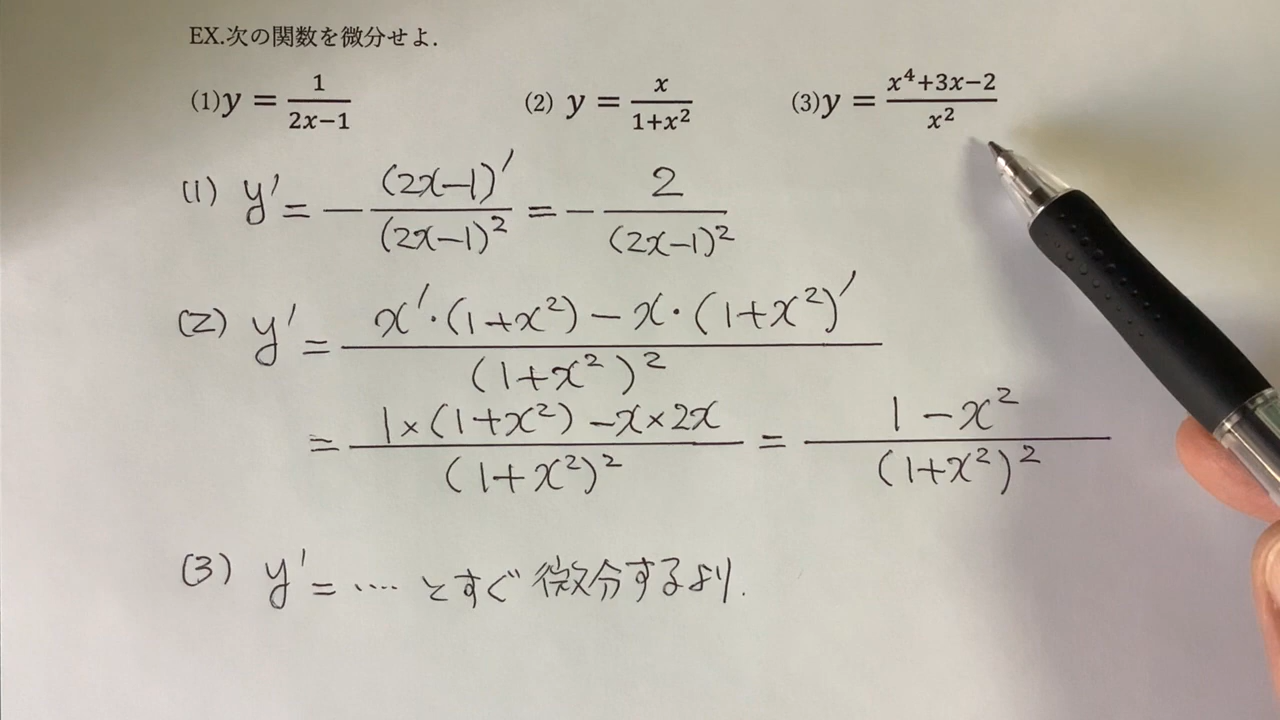 EX.次の関数を微分せよ.
(1)y = 1/(2x−1) (2) y = x/(1+x²) (3)y = (x⁴+3x−2)/x²
(1) y′ = −(2x−1)′/(2x−1)² = −2/(2x−1)²
(2) y′ = (x′・(1+x²)−x・(1+x²)′)/(1+x²)²
= (1×(1+x²)−x×2x)/(1+x²)² = (1−x²)/(1+x²)²
(3) y′ = ‥‥ とすぐ微分するより.